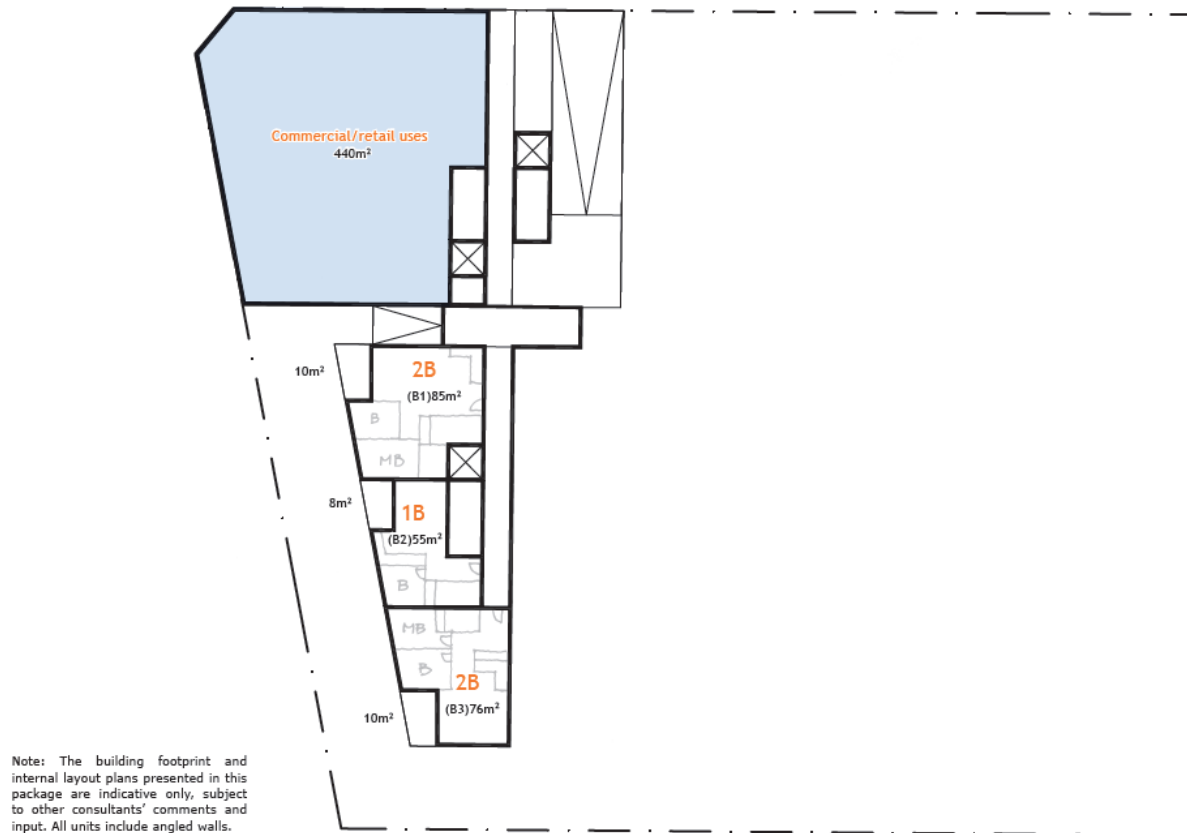 Commercial/retail uses
440m²
10m²
2B
(B1)85m²
B
MB
8m²
1B
(B2)55m²
B
MB
B
2B
(B3)76m²
10m²
Note: The building footprint and
internal layout plans presented in this
package are indicative only, subject
to other consultants' comments and
input. All units include angled walls.